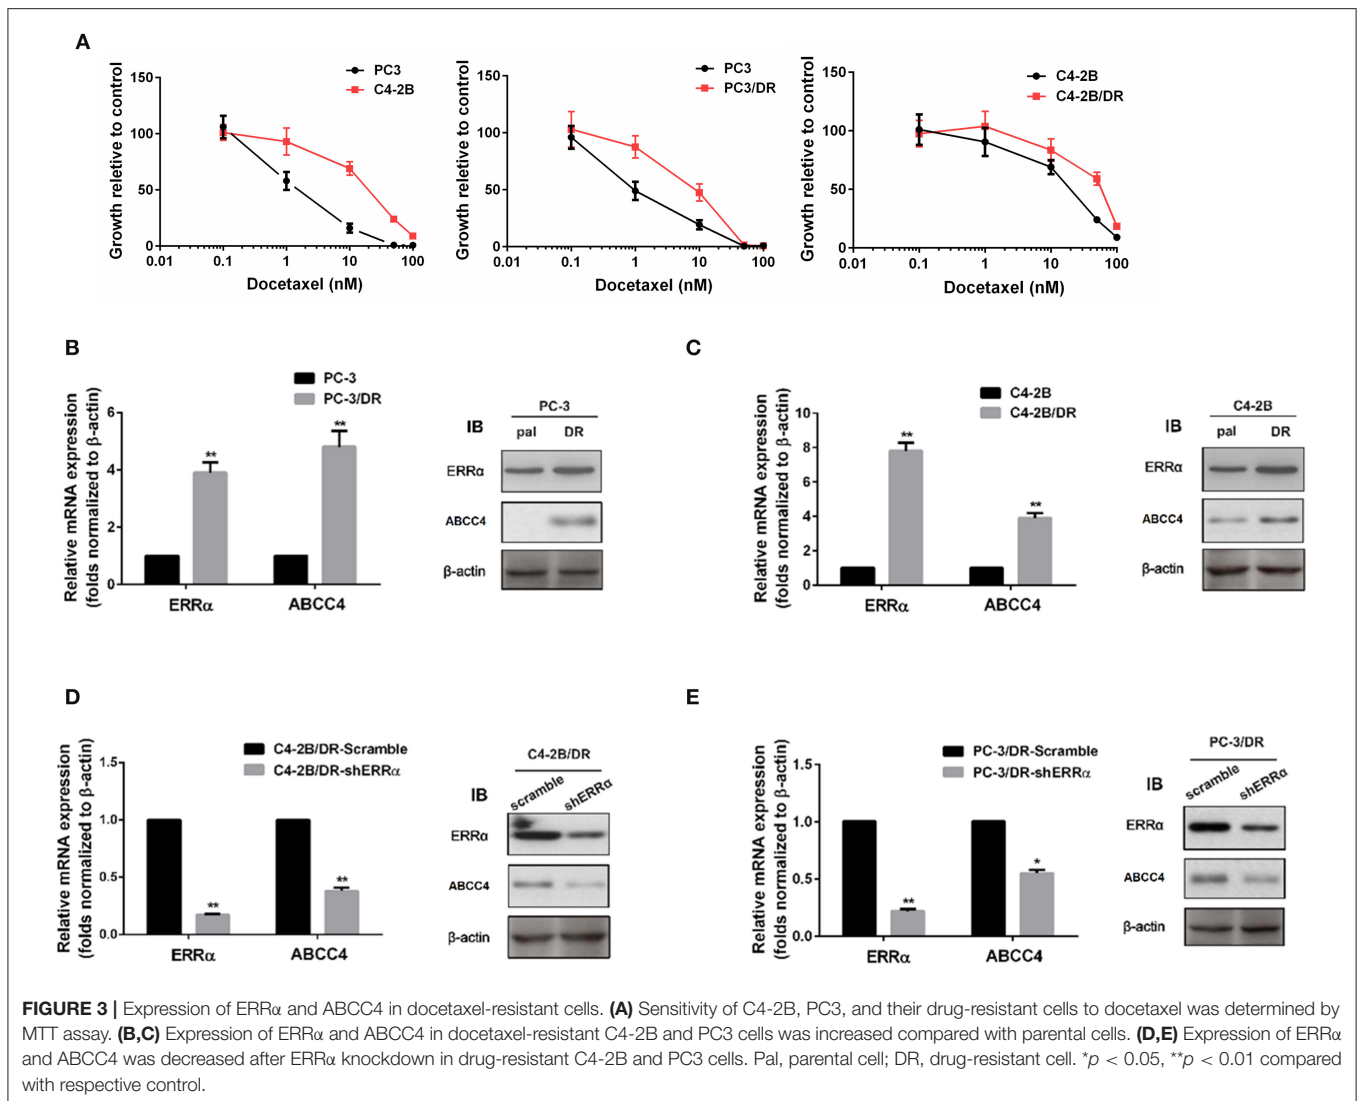 A
PC3
C4-2B
Growth reletive to control
150
100
50
0
0.01
0.1
1
10
100
Docetaxel (nM)
PC3
PC3/DR
Growth reletive to control
150
100
50
0
0.01
0.1
1
10
100
Docetaxel (nM)
C4-2B
C4-2B/DR
Growth reletive to control
150
100
50
0
0.01
0.1
1
10
100
Docetaxel (nM)
B
PC-3
PC-3/DR
Relative mRNA expression
(folds normalized to β-actin)
6
4
2
0
**
**
ERRα
ABCC4
IB
PC-3
pal DR
ERRα
ABCC4
β-actin
C
C4-2B
C4-2B/DR
Relative mRNA expression
(folds normalized to β-actin)
10
8
6
4
2
0
**
**
ERRα
ABCC4
IB
C4-2B
pal DR
ERRα
ABCC4
β-actin
D
C4-2B/DR-Scramble
C4-2B/DR-shERRα
Relative mRNA expression
(folds normalized to β-actin)
1.5
1.0
0.5
0.0
**
**
ERRα
ABCC4
IB
C4-2B/DR
scramble shERRα
ERRα
ABCC4
β-actin
E
PC-3/DR-Scramble
PC-3/DR-shERRα
Relative mRNA expression
(folds normalized to β-actin)
1.5
1.0
0.5
0.0
**
*
ERRα
ABCC4
IB
PC-3/DR
scramble shERRα
ERRα
ABCC4
β-actin
FIGURE 3 | Expression of ERRα and ABCC4 in docetaxel-resistant cells. (A) Sensitivity of C4-2B, PC3, and their drug-resistant cells to docetaxel was determined by
MTT assay. (B,C) Expression of ERRα and ABCC4 in docetaxel-resistant C4-2B and PC3 cells was increased compared with parental cells. (D,E) Expression of ERRα
and ABCC4 was decreased after ERRα knockdown in drug-resistant C4-2B and PC3 cells. Pal, parental cell; DR, drug-resistant cell. *p < 0.05, **p < 0.01 compared
with respective control.